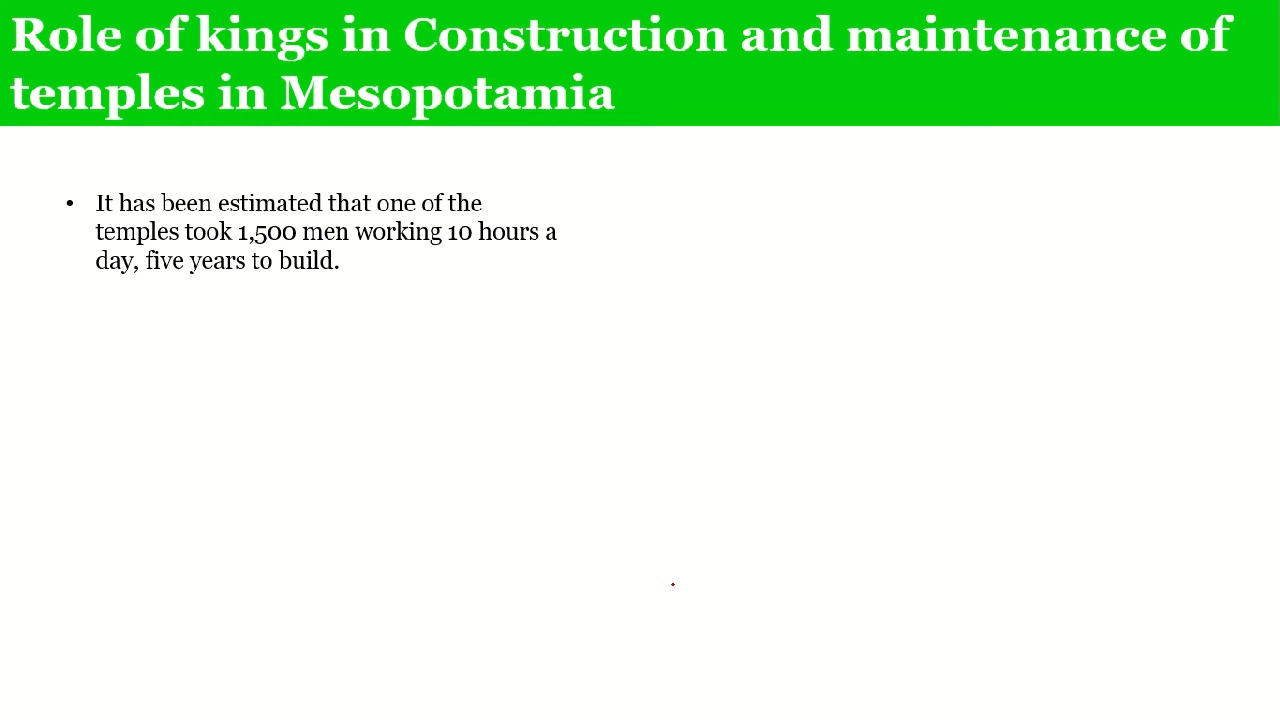 Role of kings in Construction and maintenance of
temples in Mesopotamia
• It has been estimated that one of the
temples took 1,500 men working 10 hours a
day, five years to build.